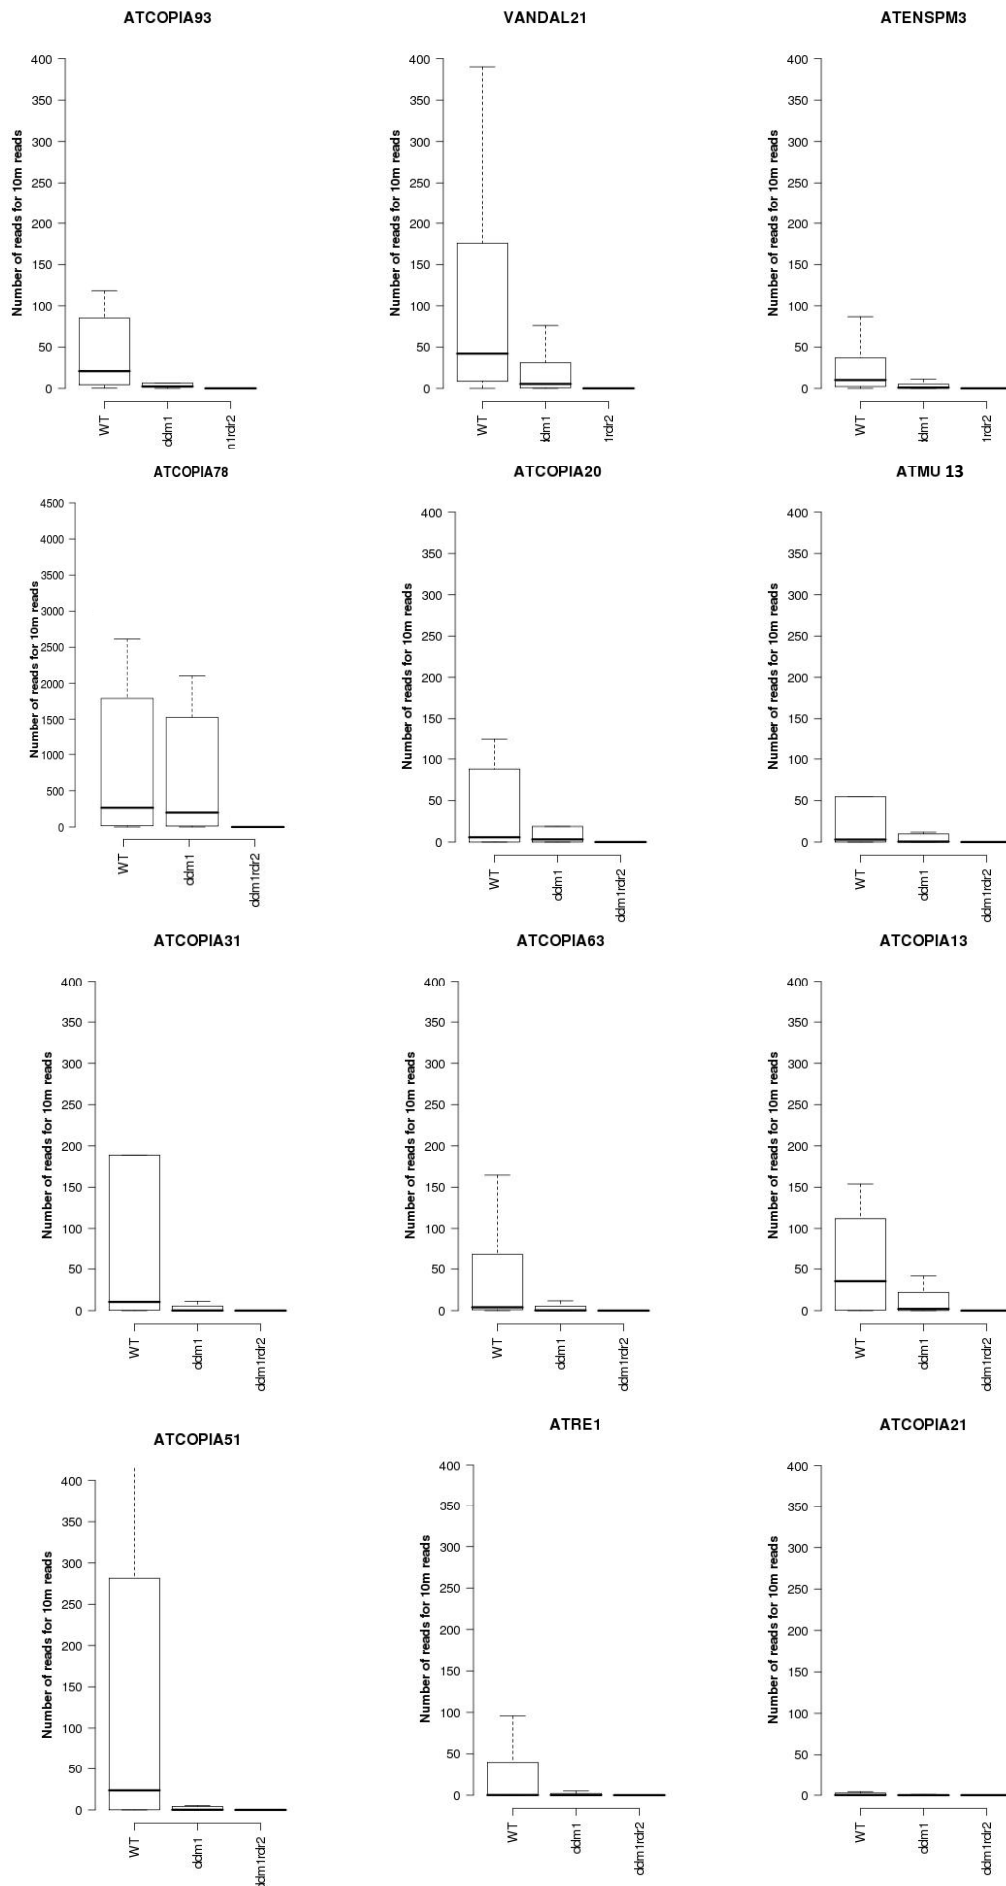 ATCOPIA93
Number of reads for 10m reads
400
350
300
250
200
150
100
50
0
WT
ddm1
n1rdr2
VANDAL21
Number of reads for 10m reads
400
350
300
250
200
150
100
50
0
WT
dm1
1rdr2
ATENSPM3
Number of reads for 10m reads
400
350
300
250
200
150
100
50
0
WT
dm1
1rdr2
ATCOPIA78
Number of reads for 10m reads
4500
4000
3500
3000
2500
2000
1500
1000
500
0
WT
ddm1
ddm1rdr2
ATCOPIA20
Number of reads for 10m reads
400
350
300
250
200
150
100
50
0
WT
ddm1
ddm1rdr2
ATMU 13
Number of reads for 10m reads
400
350
300
250
200
150
100
50
0
WT
ddm1
ddm1rdr2
ATCOPIA31
Number of reads for 10m reads
400
350
300
250
200
150
100
50
0
WT
ddm1
ddm1rdr2
ATCOPIA63
Number of reads for 10m reads
400
350
300
250
200
150
100
50
0
WT
ddm1
ddm1rdr2
ATCOPIA13
Number of reads for 10m reads
400
350
300
250
200
150
100
50
0
WT
ddm1
ddm1rdr2
ATCOPIA51
Number of reads for 10m reads
400
350
300
250
200
150
100
50
0
WT
ddm1
ddm1rdr2
ATRE1
Number of reads for 10m reads
400
350
300
250
200
150
100
50
0
WT
ddm1
ddm1rdr2
ATCOPIA21
Number of reads for 10m reads
400
350
300
250
200
150
100
50
0
WT
ddm1
ddm1rdr2